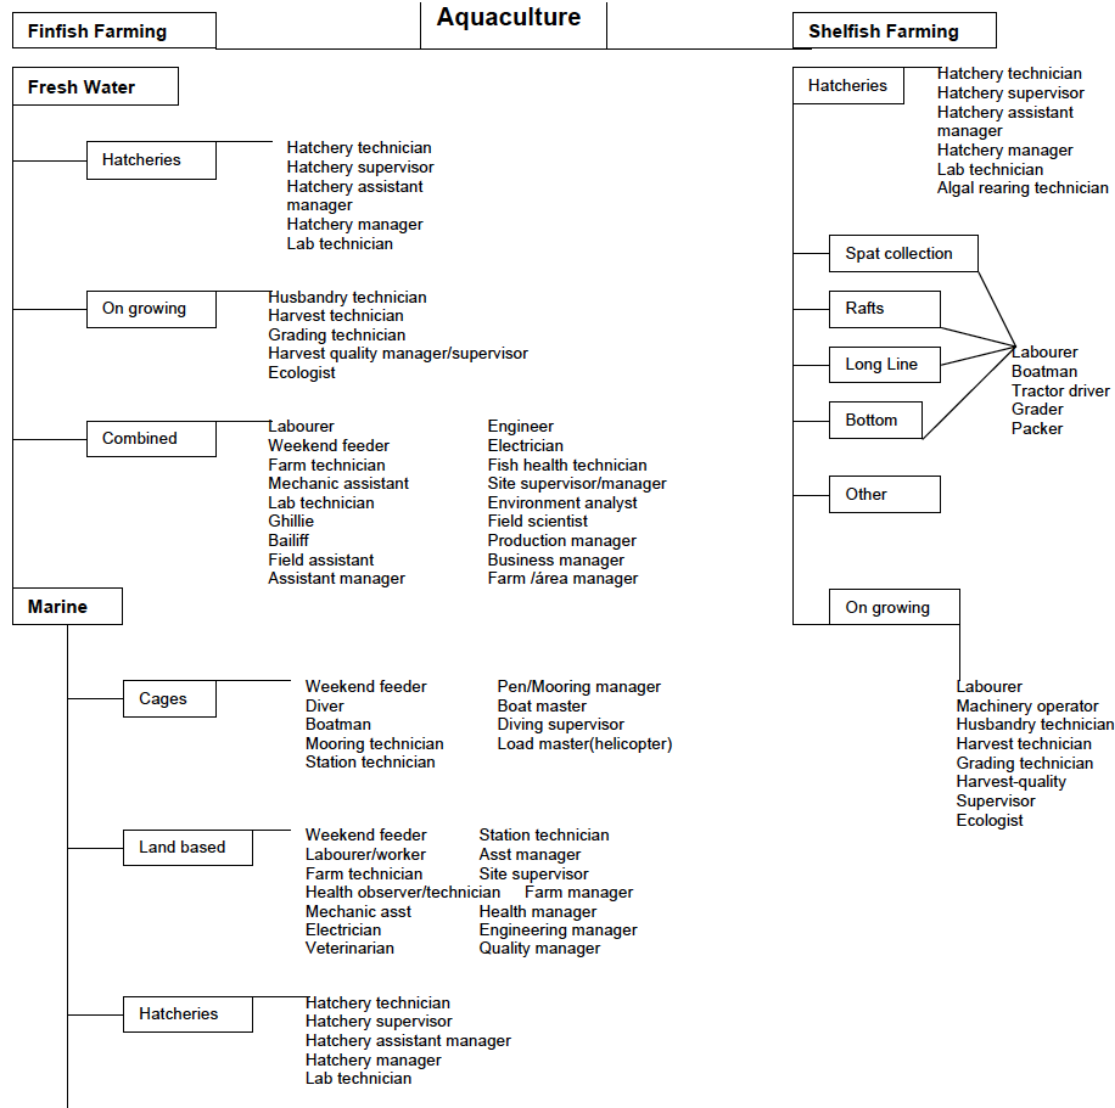 Aquaculture
Finfish Farming
Fresh Water
Hatcheries
Hatchery technician
Hatchery supervisor
Hatchery assistant
manager
Hatchery manager
Lab technician
On growing
Husbandry technician
Harvest technician
Grading technician
Harvest quality manager/supervisor
Ecologist
Combined
Labourer
Weekend feeder
Farm technician
Mechanic assistant
Lab technician
Ghillie
Bailiff
Field assistant
Assistant manager
Engineer
Electrician
Fish health technician
Site supervisor/manager
Environment analyst
Field scientist
Production manager
Business manager
Farm /área manager
Marine
Cages
Weekend feeder
Diver
Boatman
Mooring technician
Station technician
Pen/Mooring manager
Boat master
Diving supervisor
Load master(helicopter)
Land based
Weekend feeder
Labourer/worker
Farm technician
Health observer/technician
Mechanic asst
Electrician
Veterinarian
Station technician
Asst manager
Site supervisor
Farm manager
Health manager
Engineering manager
Quality manager
Hatcheries
Hatchery technician
Hatchery supervisor
Hatchery assistant manager
Hatchery manager
Lab technician
Shelfish Farming
Hatcheries
Hatchery technician
Hatchery supervisor
Hatchery assistant
manager
Hatchery manager
Lab technician
Algal rearing technician
Spat collection
Rafts
Long Line
Bottom
Labourer
Boatman
Tractor driver
Grader
Packer
Other
On growing
Labourer
Machinery operator
Husbandry technician
Harvest technician
Grading technician
Harvest-quality
Supervisor
Ecologist